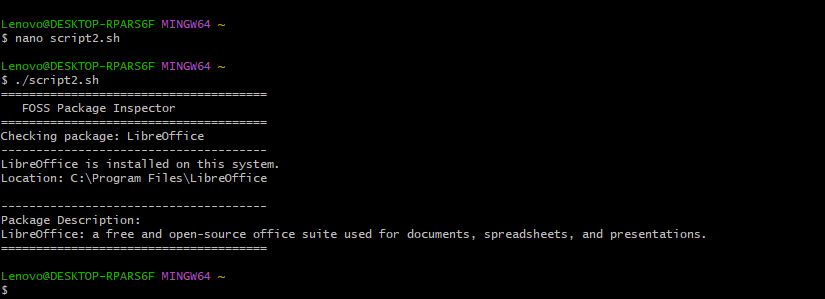 Lenovo@DESKTOP-RPARS6F MINGW64 ~
$ nano script2.sh
Lenovo@DESKTOP-RPARS6F MINGW64 ~
$ ./script2.sh
======================================
   FOSS Package Inspector
======================================
Checking package: LibreOffice
--------------------------------------
LibreOffice is installed on this system.
Location: C:\Program Files\LibreOffice
--------------------------------------
Package Description:
LibreOffice: a free and open-source office suite used for documents, spreadsheets, and presentations.
======================================
Lenovo@DESKTOP-RPARS6F MINGW64 ~
$